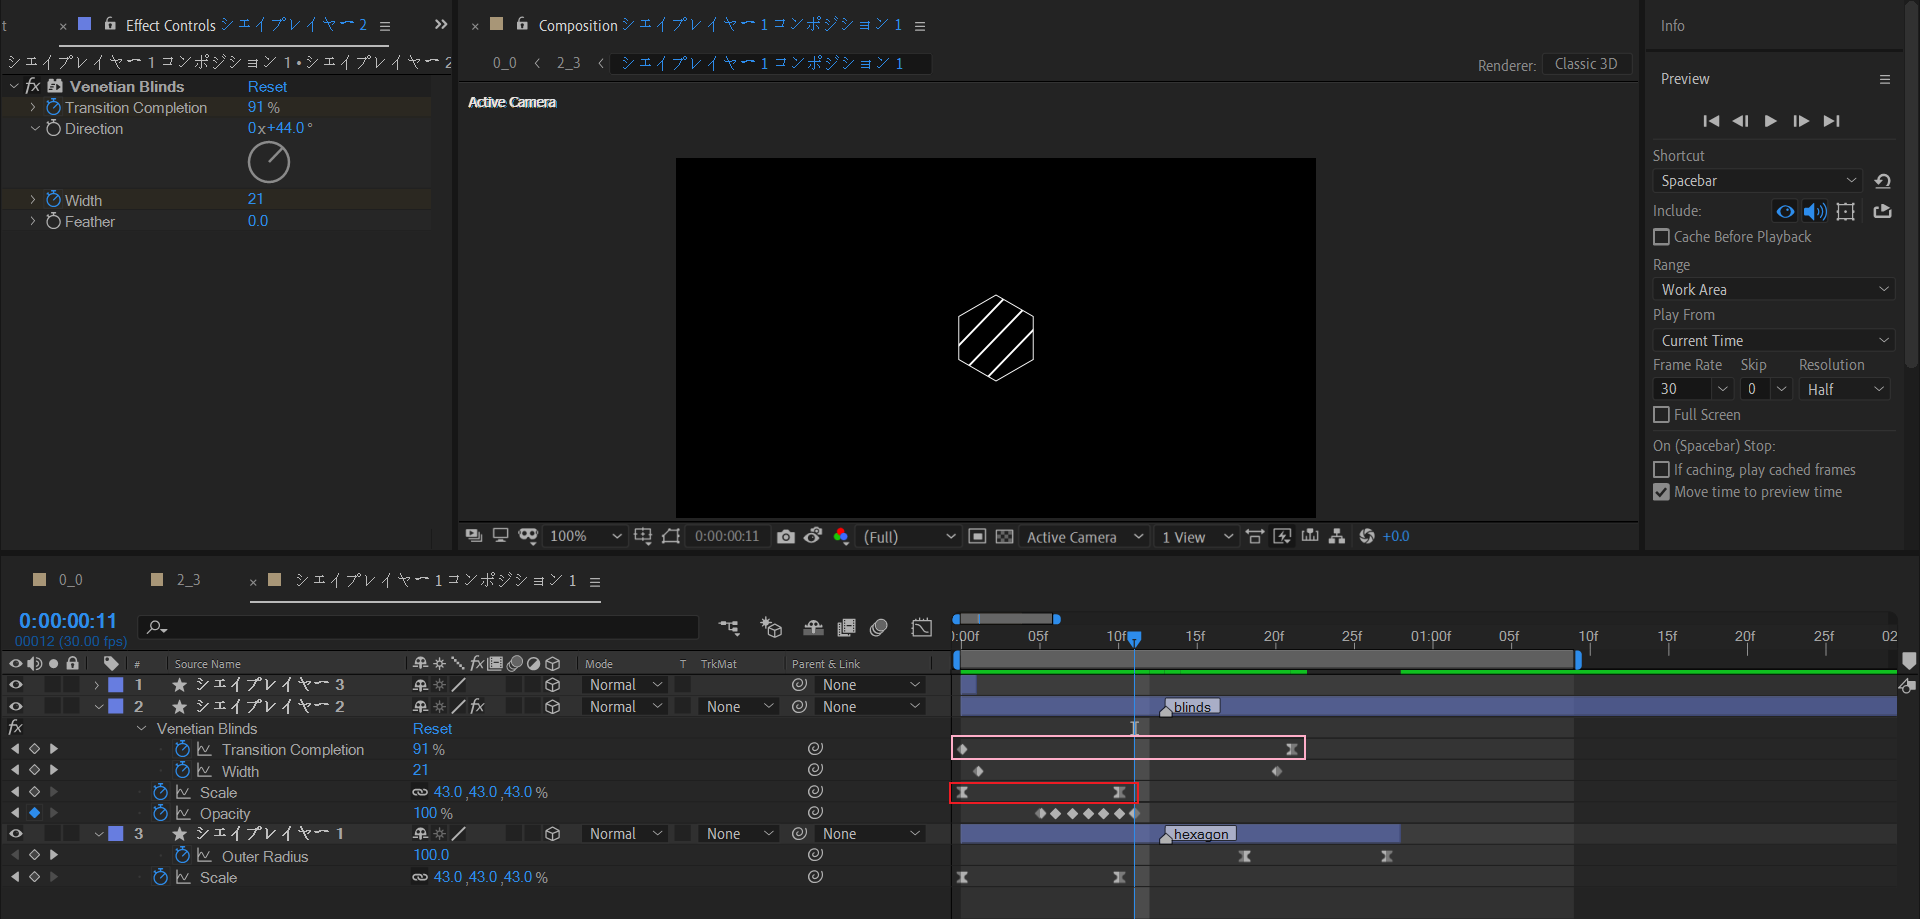 t × Effect Controls シェイプレイヤー 2 ≡ »
シェイプレイヤー 1 コンポジション 1 • シェイプレイヤー 2
fx Venetian Blinds Reset
Transition Completion 91 %
Direction 0x+44.0 °
Width 21
Feather 0.0
× Composition シェイプレイヤー 1 コンポジション 1 ≡
0_0 < 2_3 < シェイプレイヤー 1 コンポジション 1
Renderer: Classic 3D
Active Camera
100% 0:00:00:11 (Full) Active Camera 1 View +0.0
Info
Preview
Shortcut
Spacebar
Include:
Cache Before Playback
Range
Work Area
Play From
Current Time
Frame Rate Skip Resolution
30 0 Half
Full Screen
On (Spacebar) Stop:
If caching, play cached frames
Move time to preview time
0_0 2_3 × シェイプレイヤー 1 コンポジション 1 ≡
0:00:00:11
00012 (30.00 fps)
):00f 05f 10f 15f 20f 25f 01:00f 05f 10f 15f 20f 25f 02
# Source Name fx Mode T TrkMat Parent & Link
1 シェイプレイヤー 3 Normal None
2 シェイプレイヤー 2 fx Normal None None blinds
fx Venetian Blinds Reset
Transition Completion 91 %
Width 21
Scale 43.0,43.0,43.0 %
Opacity 100 %
3 シェイプレイヤー 1 Normal None None hexagon
Outer Radius 100.0
Scale 43.0,43.0,43.0 %